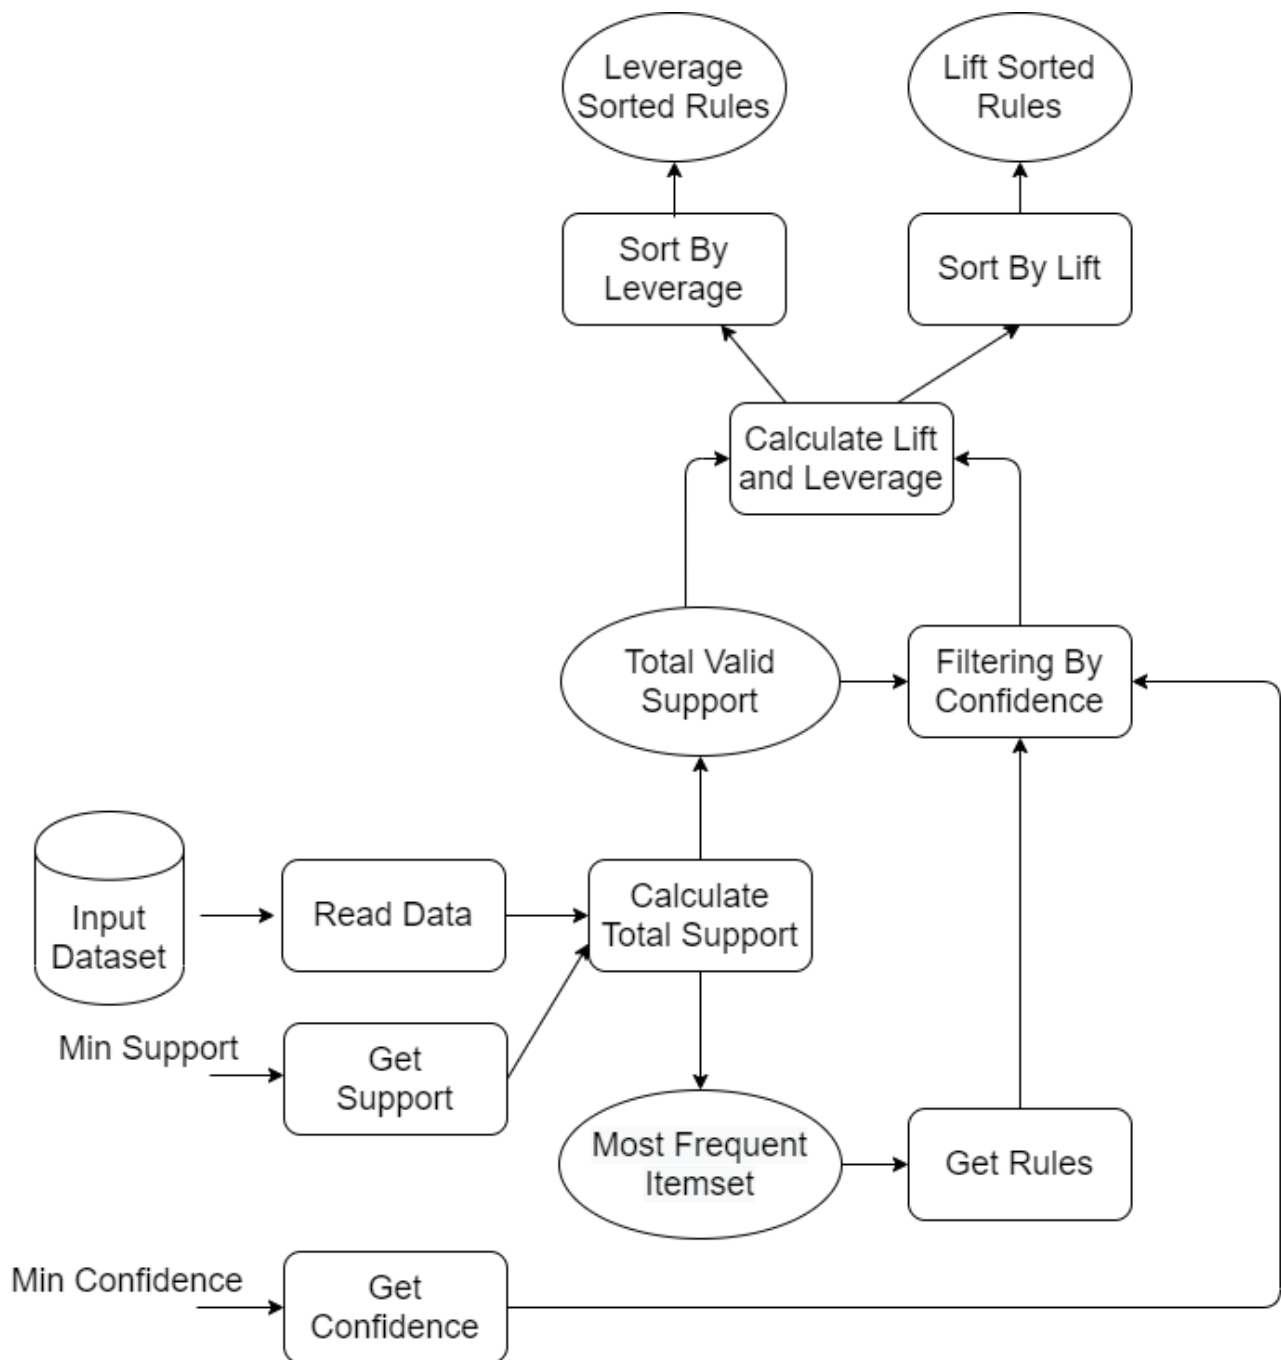 Leverage
Sorted Rules
Lift Sorted
Rules
Sort By
Leverage
Sort By Lift
Calculate Lift
and Leverage
Total Valid
Support
Filtering By
Confidence
Input
Dataset
Read Data
Calculate
Total Support
Min Support
Get
Support
Most Frequent
Itemset
Get Rules
Min Confidence
Get
Confidence